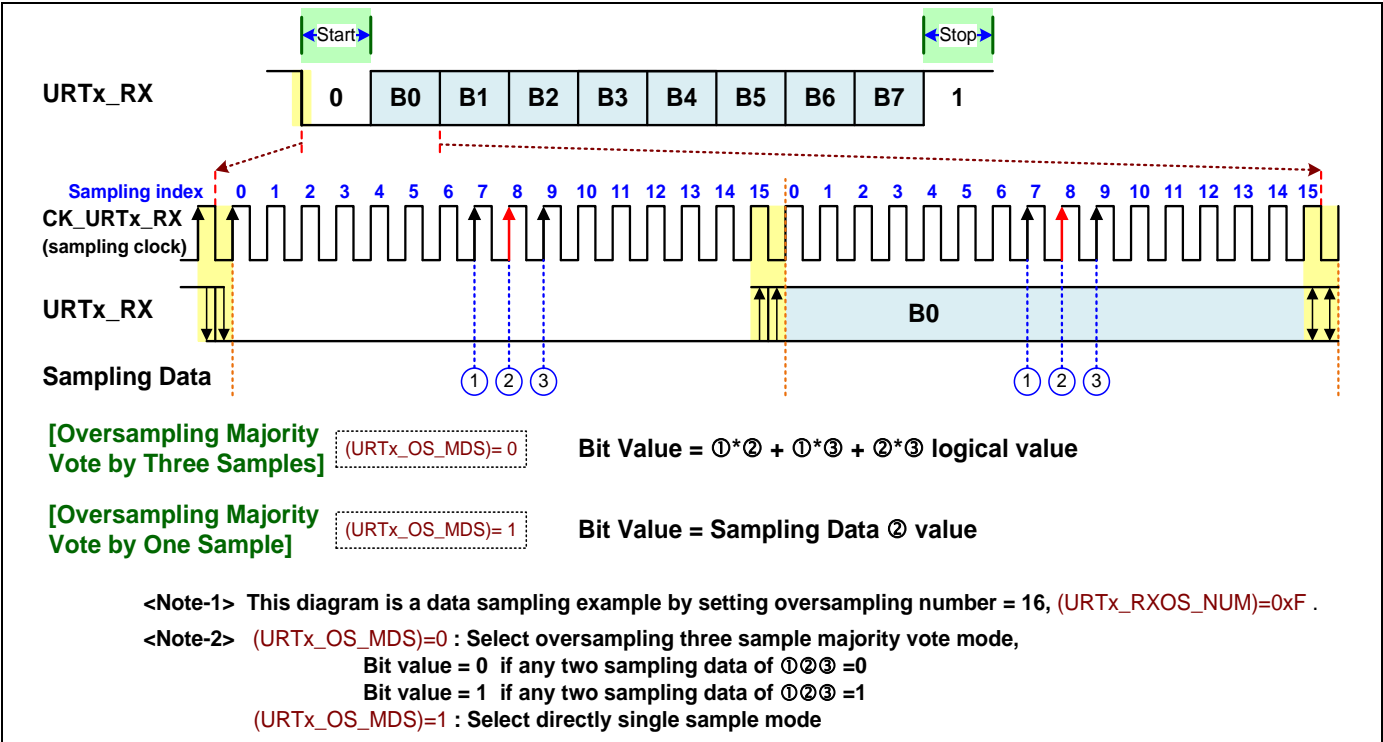 Start
Stop
URTx_RX
0 B0 B1 B2 B3 B4 B5 B6 B7 1
Sampling index 0 1 2 3 4 5 6 7 8 9 10 11 12 13 14 15 0 1 2 3 4 5 6 7 8 9 10 11 12 13 14 15
CK_URTx_RX
(sampling clock)
URTx_RX
B0
Sampling Data
1 2 3 1 2 3
[Oversampling Majority
Vote by Three Samples]
(URTx_OS_MDS)= 0
Bit Value = ①*② + ①*③ + ②*③ logical value
[Oversampling Majority
Vote by One Sample]
(URTx_OS_MDS)= 1
Bit Value = Sampling Data ② value
<Note-1> This diagram is a data sampling example by setting oversampling number = 16, (URTx_RXOS_NUM)=0xF .
<Note-2> (URTx_OS_MDS)=0 : Select oversampling three sample majority vote mode,
Bit value = 0 if any two sampling data of ①②③ =0
Bit value = 1 if any two sampling data of ①②③ =1
(URTx_OS_MDS)=1 : Select directly single sample mode